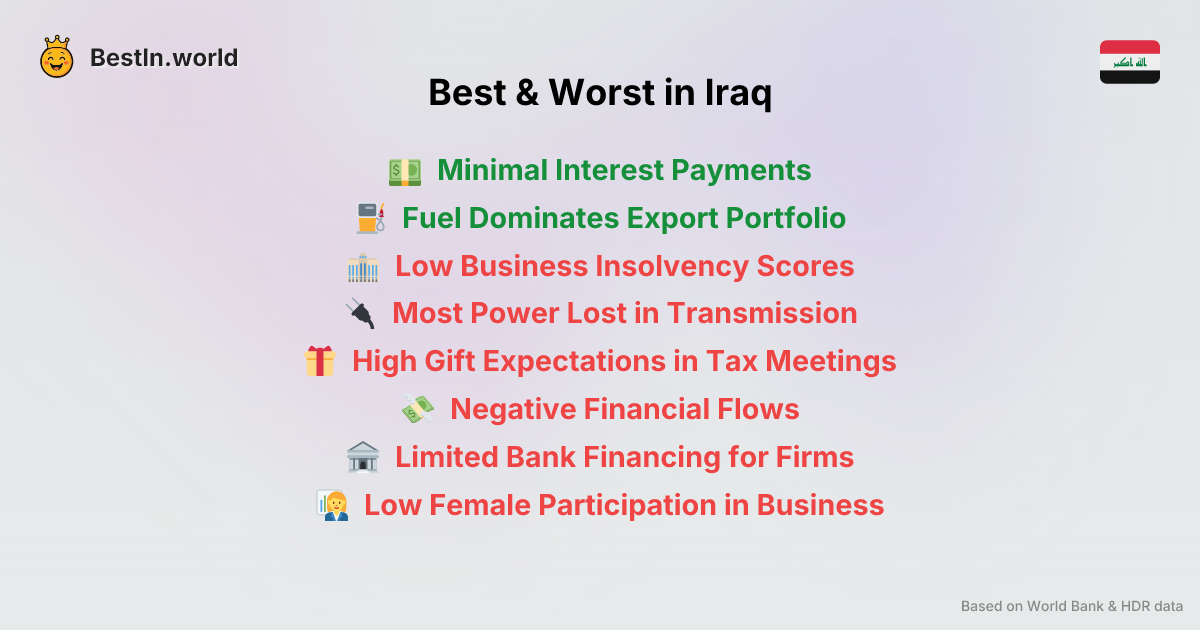 BestIn.world
الله اكبر
Best & Worst in Iraq
Minimal Interest Payments
Fuel Dominates Export Portfolio
Low Business Insolvency Scores
Most Power Lost in Transmission
High Gift Expectations in Tax Meetings
Negative Financial Flows
Limited Bank Financing for Firms
Low Female Participation in Business
Based on World Bank & HDR data